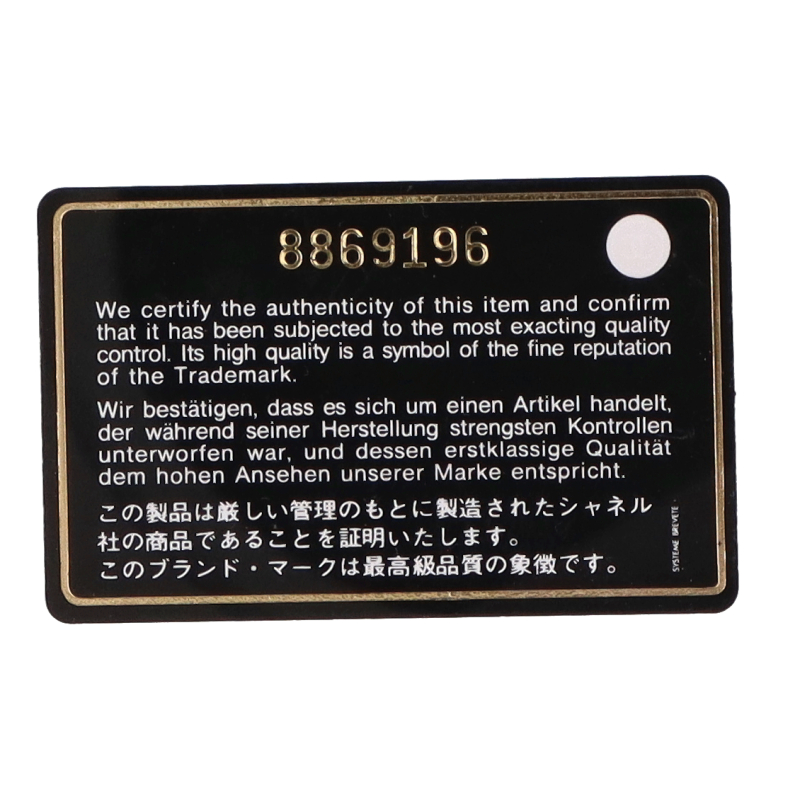 8869196
We certify the authenticity of this item and confirm
that it has been subjected to the most exacting quality
control. Its high quality is a symbol of the fine reputation
of the Trademark.
Wir bestätigen, dass es sich um einen Artikel handelt,
der während seiner Herstellung strengsten Kontrollen
unterworfen war, und dessen erstklassige Qualität
dem hohen Ansehen unserer Marke entspricht.
この製品は厳しい管理のもとに製造されたシャネル
社の商品であることを証明いたします。
このブランド・マークは最高級品質の象徴です。
SYSTEME BREVETE